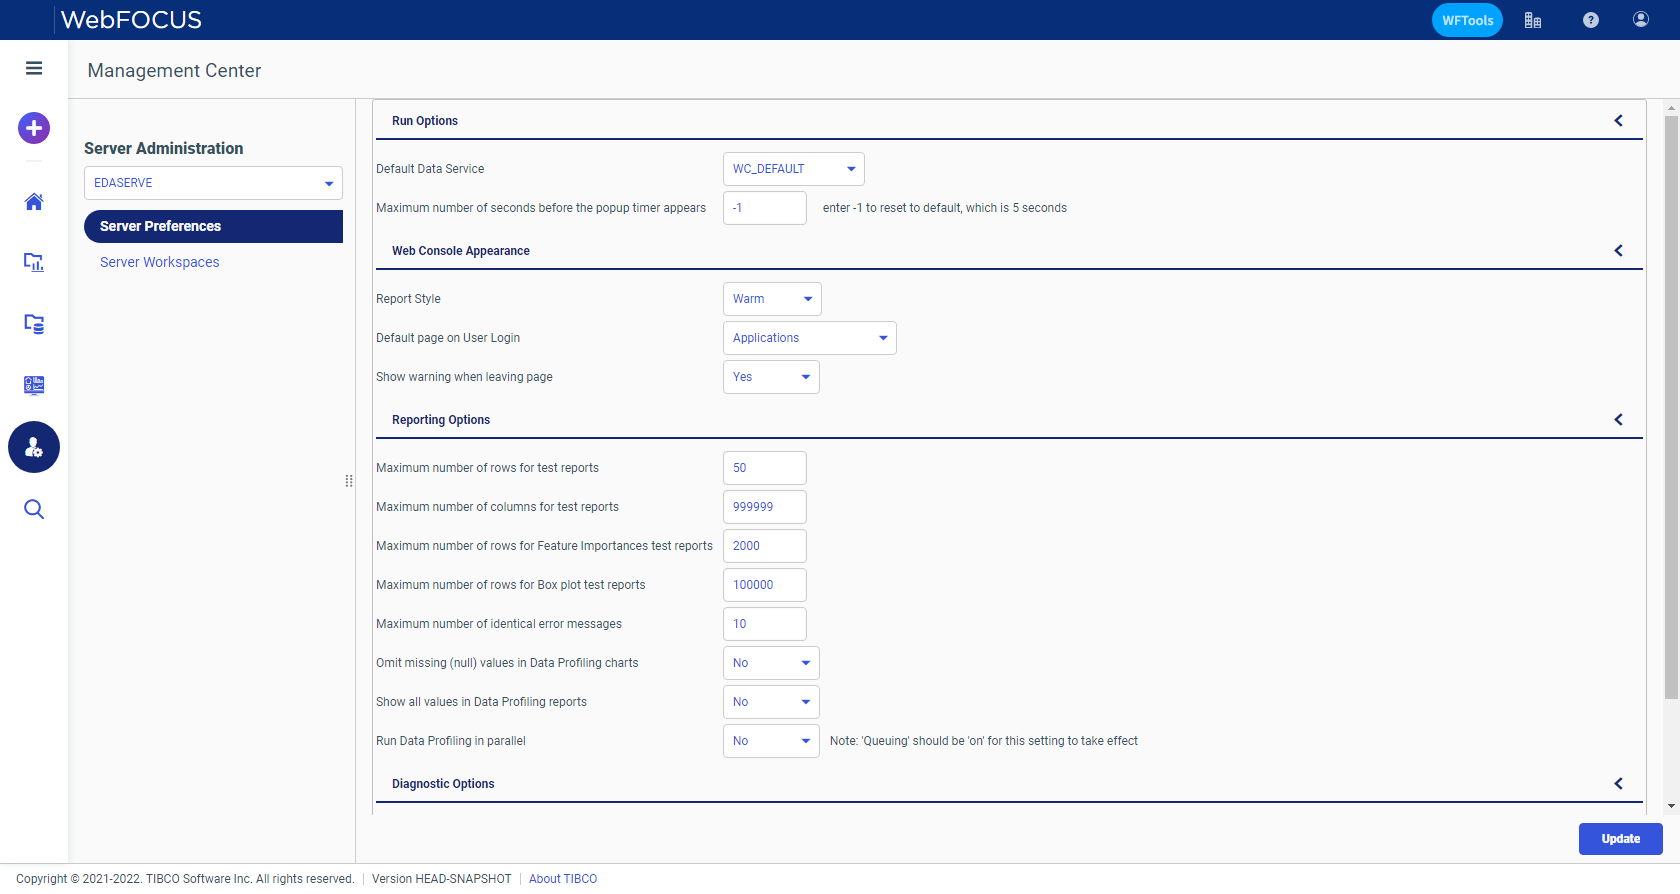 WebFOCUS
WFTools
?
Management Center
Server Administration
EDASERVE
Server Preferences
Server Workspaces
Run Options
Default Data Service
WC_DEFAULT
Maximum number of seconds before the popup timer appears
-1
enter -1 to reset to default, which is 5 seconds
Web Console Appearance
Report Style
Warm
Default page on User Login
Applications
Show warning when leaving page
Yes
Reporting Options
Maximum number of rows for test reports
50
Maximum number of columns for test reports
999999
Maximum number of rows for Feature Importances test reports
2000
Maximum number of rows for Box plot test reports
100000
Maximum number of identical error messages
10
Omit missing (null) values in Data Profiling charts
No
Show all values in Data Profiling reports
No
Run Data Profiling in parallel
No
Note: 'Queuing' should be 'on' for this setting to take effect
Diagnostic Options
Update
Copyright © 2021-2022. TIBCO Software Inc. All rights reserved.
Version HEAD-SNAPSHOT
About TIBCO